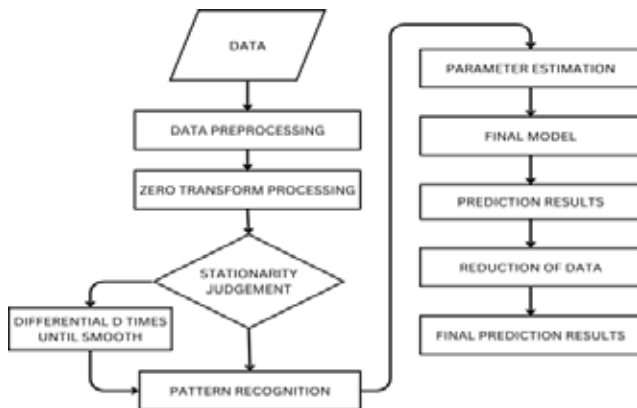 DATA
DATA PREPROCESSING
ZERO TRANSFORM PROCESSING
STATIONARITY
JUDGEMENT
DIFFERENTIAL D TIMES
UNTIL SMOOTH
PATTERN RECOGNITION
PARAMETER ESTIMATION
FINAL MODEL
PREDICTION RESULTS
REDUCTION OF DATA
FINAL PREDICTION RESULTS